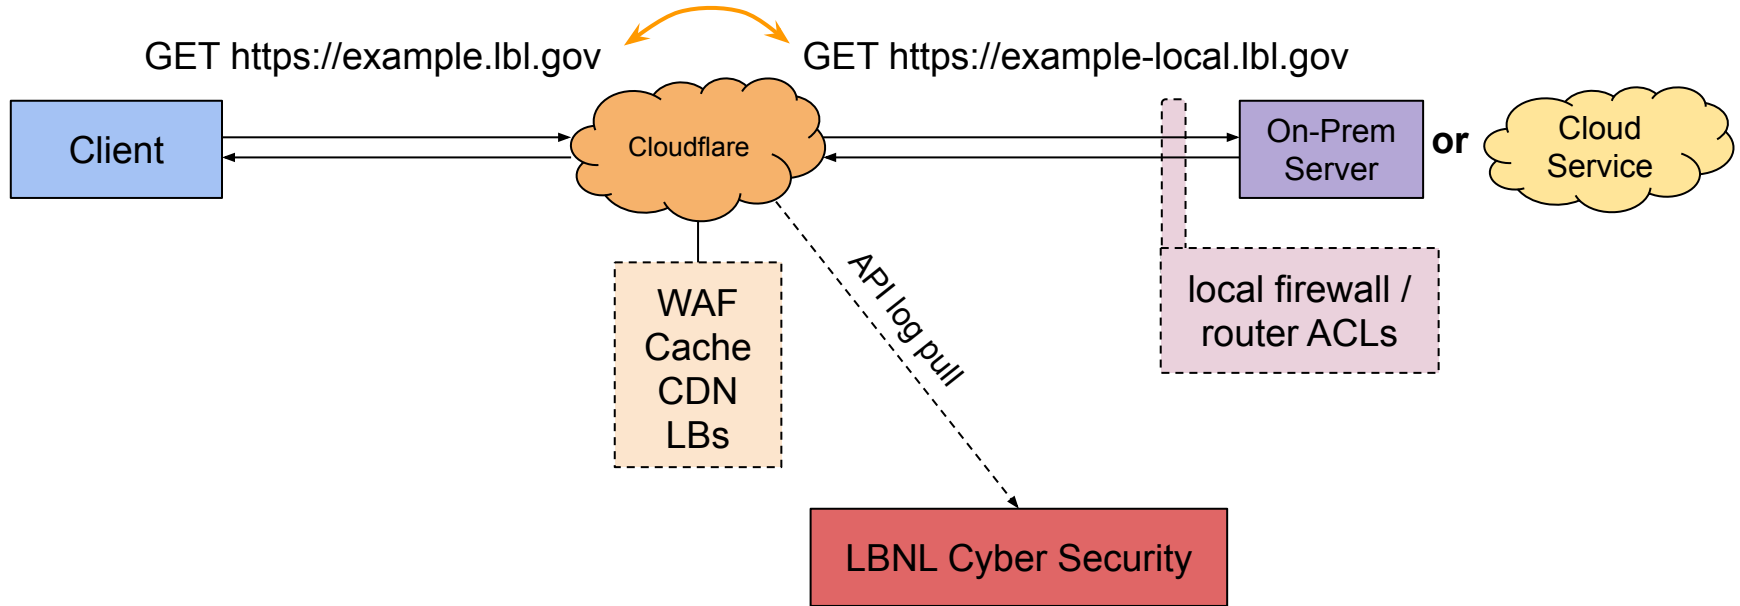 GET https://example.lbl.gov
GET https://example-local.lbl.gov
Client
Cloudflare
On-Prem
Server
or
Cloud
Service
WAF
Cache
CDN
LBs
API log pull
local firewall /
router ACLs
LBNL Cyber Security